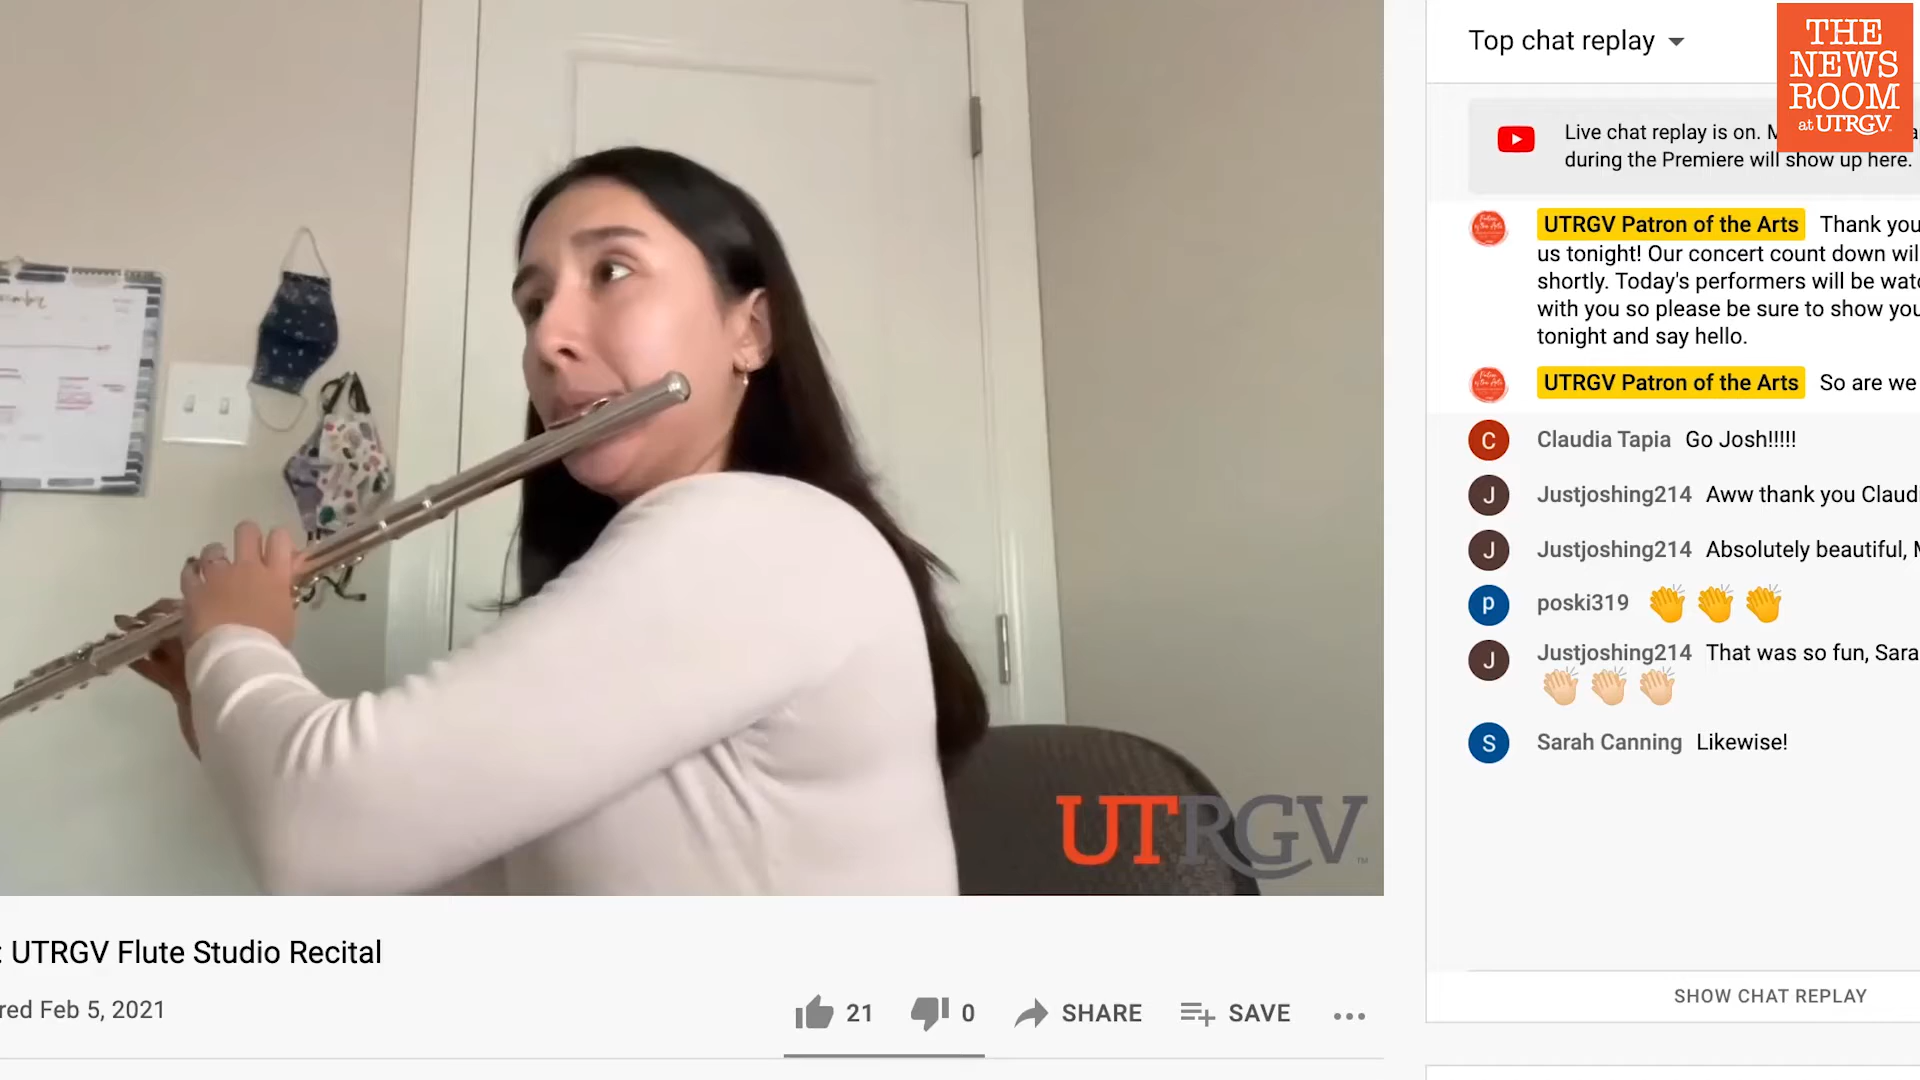 Top chat replay
THE
NEWS
ROOM
at UTRGV
Live chat replay is on.
during the Premiere will show up here.
UTRGV Patron of the Arts Thank you
us tonight! Our concert count down
shortly. Today's performers will be
with you so please be sure to show
tonight and say hello.
UTRGV Patron of the Arts So are we
C Claudia Tapia Go Josh!!!!!
J Justjoshing214 Aww thank you
J Justjoshing214 Absolutely beautiful,
p poski319 👏 👏 👏
J Justjoshing214 That was so fun,
👏🏻 👏🏻 👏🏻
S Sarah Canning Likewise!
UTRGV
: UTRGV Flute Studio Recital
Feb 5, 2021
21 0 SHARE SAVE ...
SHOW CHAT REPLAY